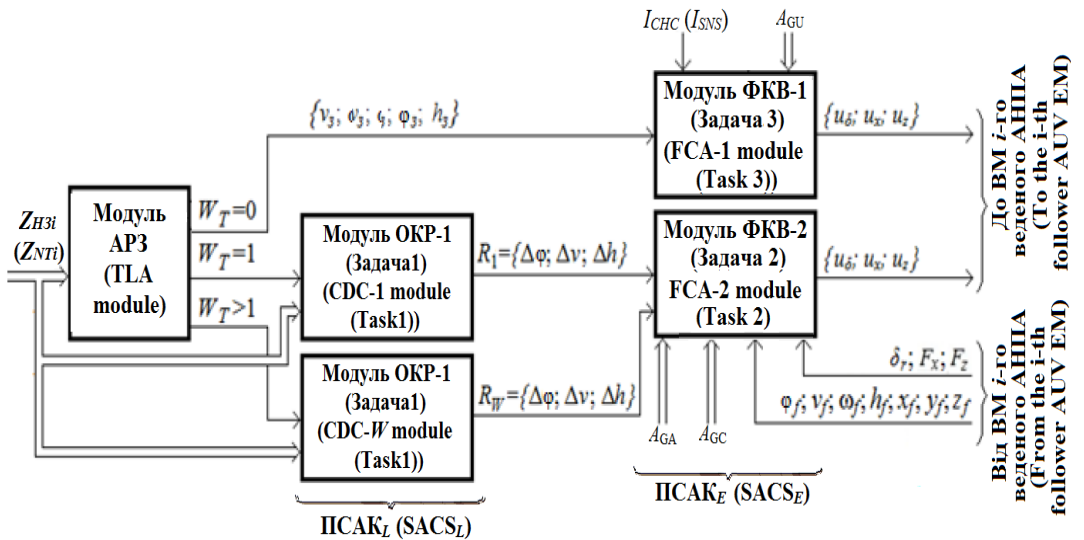 I_СНС (I_SNS)
A_GU
Модуль ФКВ-1
(Задача 3)
(FCA-1 module
(Task 3))
{v_З; ω_З; ς_З; φ_З; h_З}
{u_δ; u_x; u_z}
Z_НЗi
(Z_NTi)
Модуль
АРЗ
(TLA
module)
W_T=0
W_T=1
W_T>1
Модуль ОКР-1
(Задача1)
(CDC-1 module
(Task1))
R_1={Δφ; Δv; Δh}
Модуль ФКВ-2
(Задача 2)
FCA-2 module
(Task 2)
{u_δ; u_x; u_z}
Модуль ОКР-1
(Задача1)
(CDC-W module
(Task1))
R_W={Δφ; Δv; Δh}
A_GA
A_GC
δ_r; F_x; F_z
φ_f; v_f; ω_f; h_f; x_f; y_f; z_f
ПСАК_L (SACS_L)
ПСАК_E (SACS_E)
До ВМ i-го
веденого АНПА
(To the i-th
follower AUV EM)
Від ВМ i-го
веденого АНПА
(From the i-th
follower AUV EM)